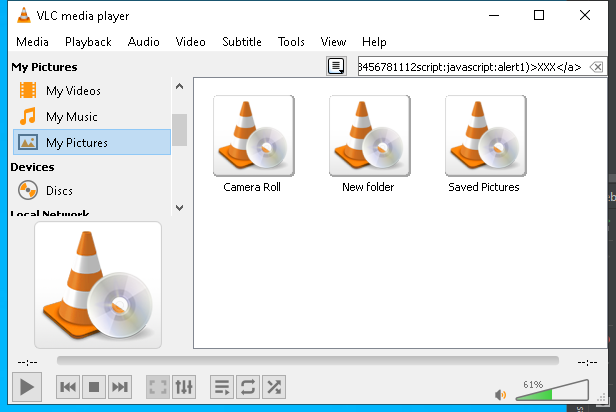 VLC media player
Media Playback Audio Video Subtitle Tools View Help
My Pictures
3456781112script:javascript:alert1)>XXX</a>
My Videos
My Music
My Pictures
Devices
Discs
Local Network
Camera Roll New folder Saved Pictures
--:-- --:--
61%